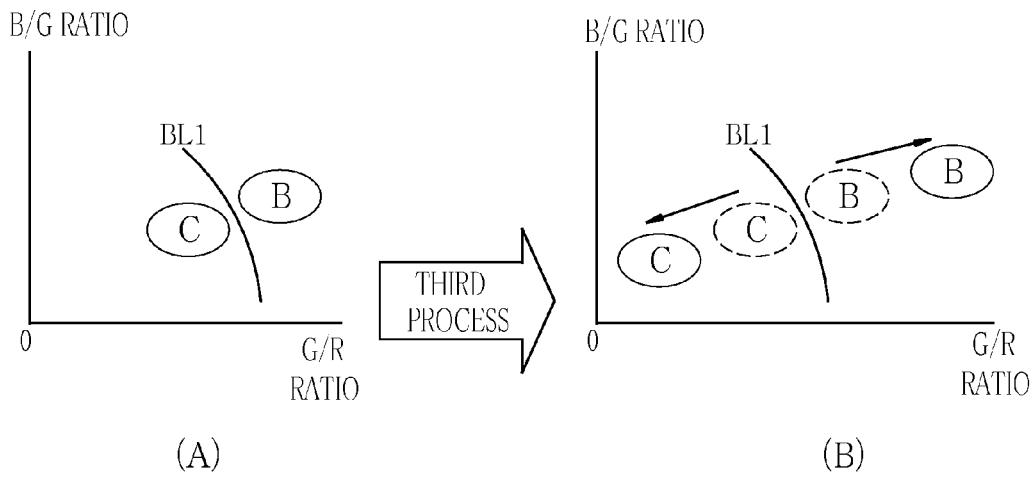 B/G RATIO
BL1
B
C
0
G/R
RATIO
(A)
THIRD
PROCESS
B/G RATIO
BL1
B
B
C
C
0
G/R
RATIO
(B)